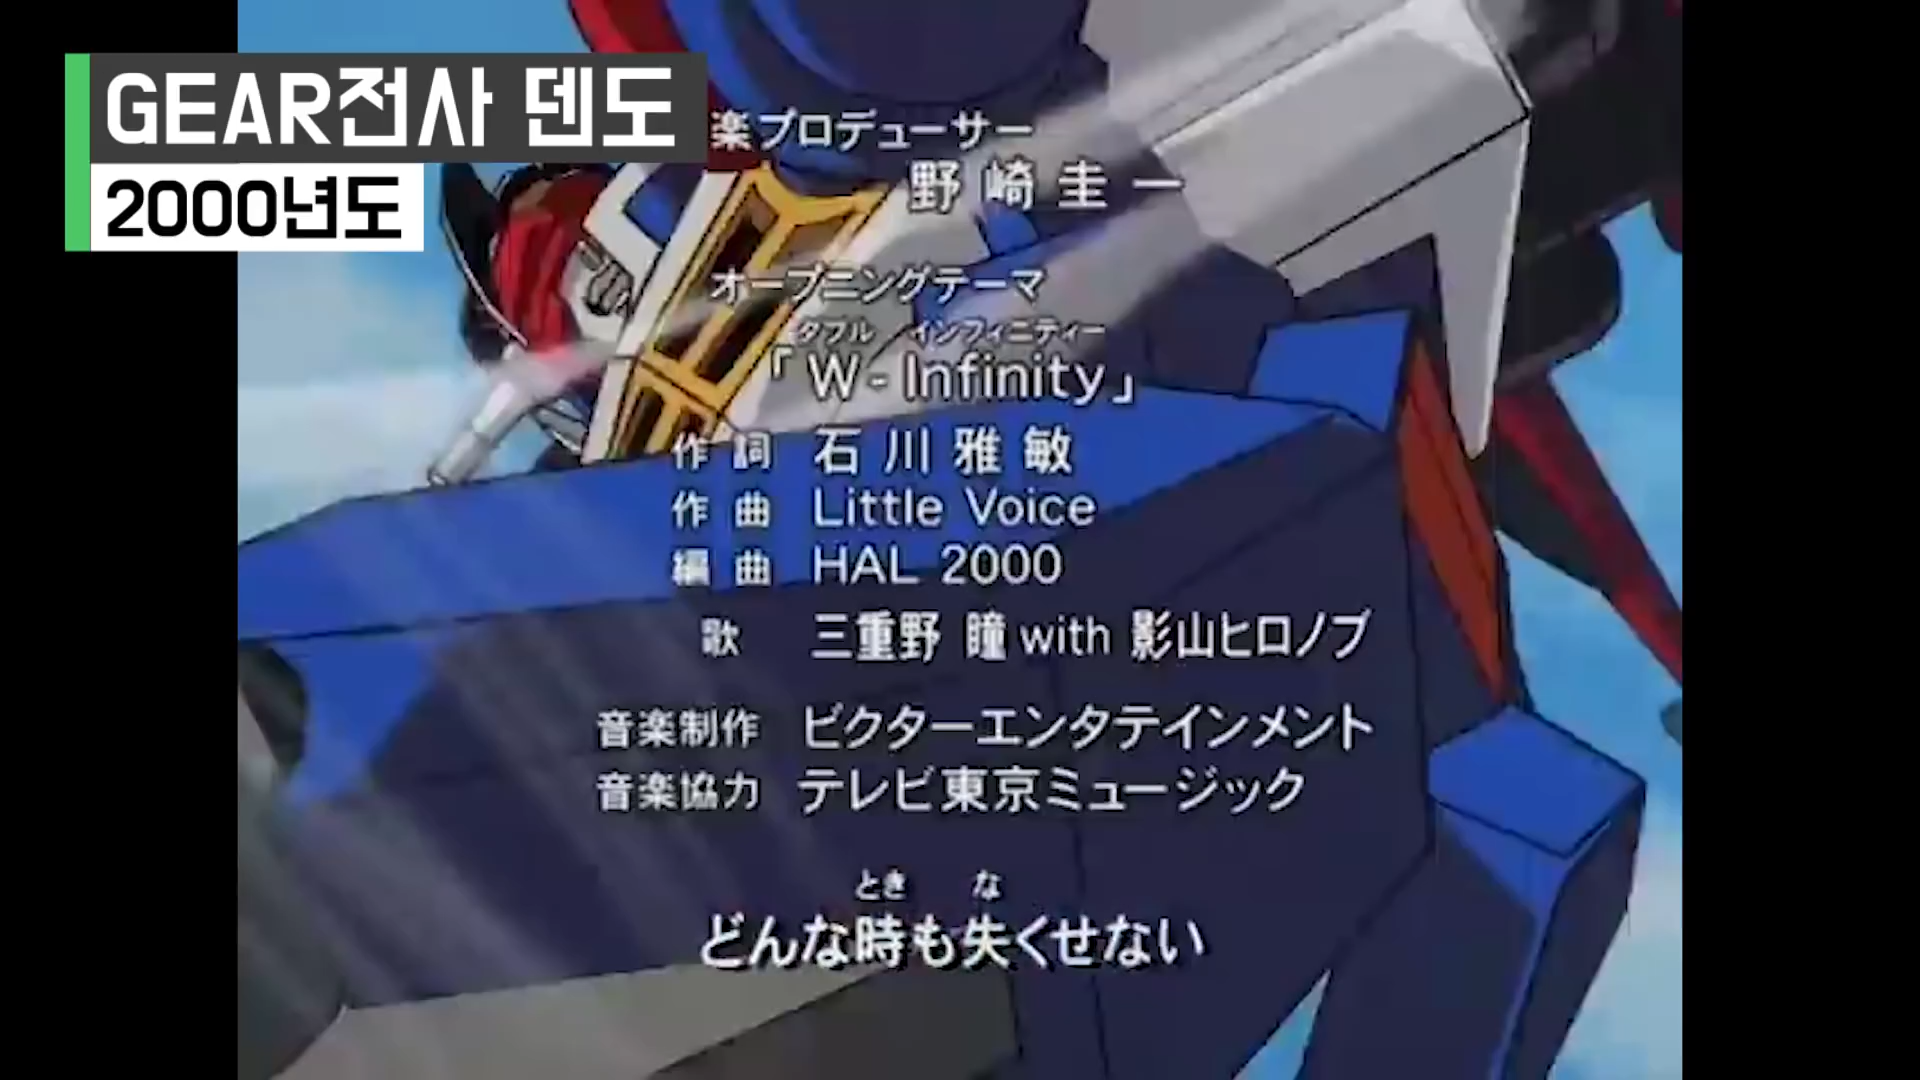 GEAR전사 덴도
2000년도
楽プロデューサー
野崎圭一
オープニングテーマ
ダブル インフィニティー
「W-Infinity」
作詞 石川雅敏
作曲 Little Voice
編曲 HAL 2000
歌 三重野 瞳 with 影山ヒロノブ
音楽制作 ビクターエンタテインメント
音楽協力 テレビ東京ミュージック
とき な
どんな時も失くせない